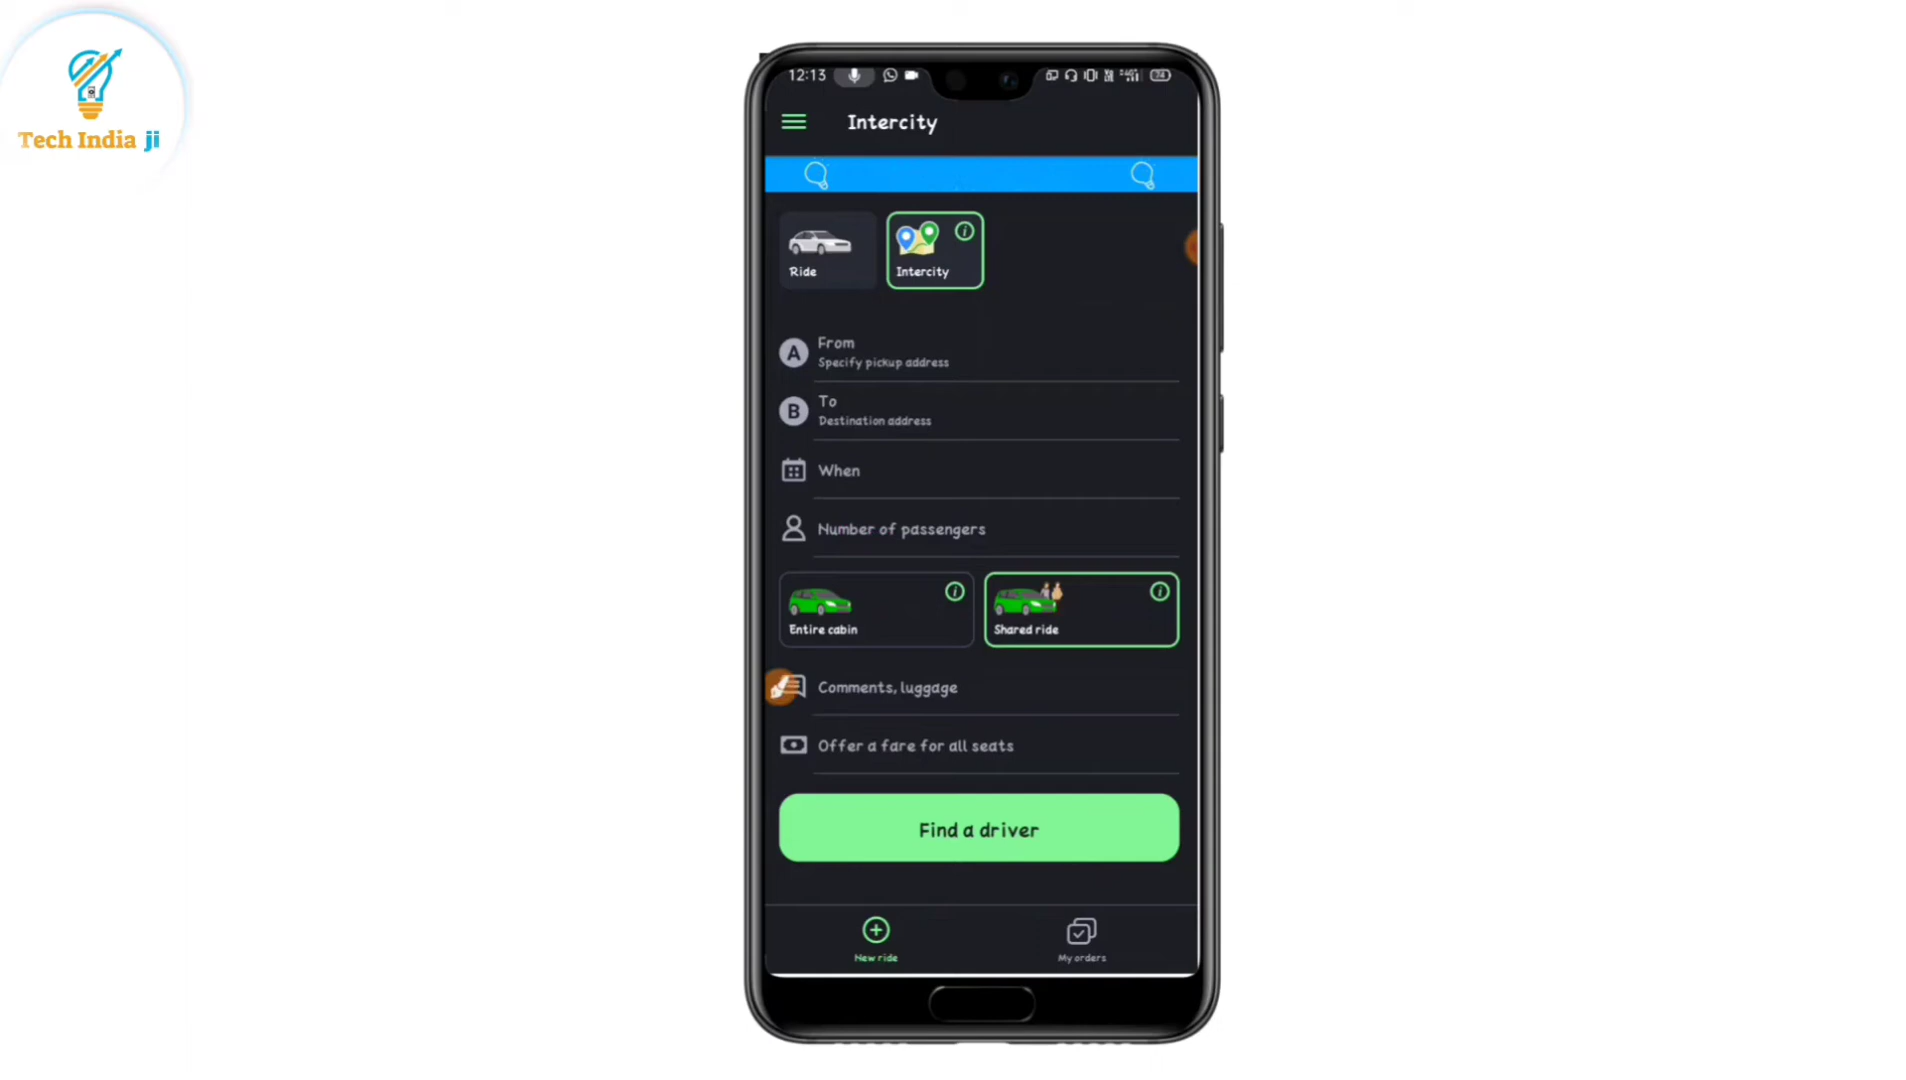 Tech India ji
12:13
Intercity
Ride
Intercity
A
From
Specify pickup address
B
To
Destination address
When
Number of passengers
Entire cabin
Shared ride
Comments, luggage
Offer a fare for all seats
Find a driver
New ride
My orders